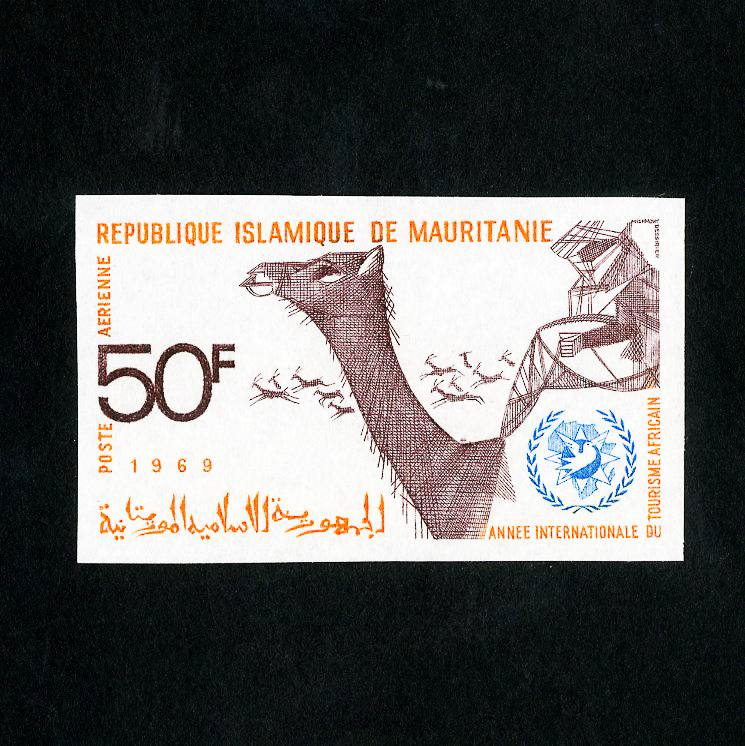 REPUBLIQUE ISLAMIQUE DE MAURITANIE
POSTE AERIENNE
50F
1969
الجمهورية الاسلامية الموريتانية
ANNEE INTERNATIONALE DU
TOURISME AFRICAIN